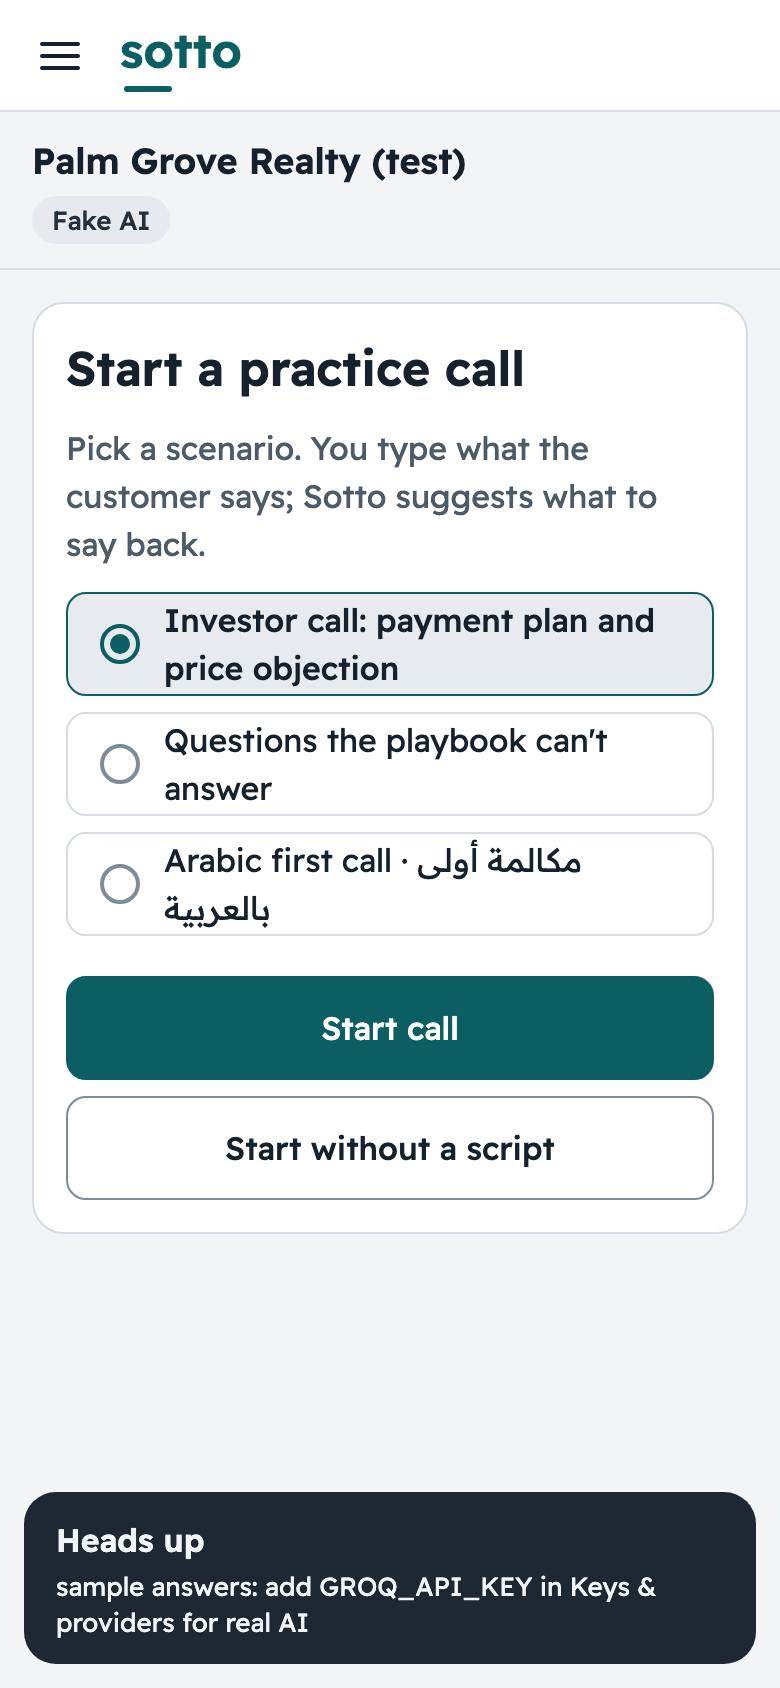 sotto
Palm Grove Realty (test)
Fake AI
Start a practice call
Pick a scenario. You type what the
customer says; Sotto suggests what to
say back.
Investor call: payment plan and
price objection
Questions the playbook can't
answer
Arabic first call · مكالمة أولى
بالعربية
Start call
Start without a script
Heads up
sample answers: add GROQ_API_KEY in Keys &
providers for real AI